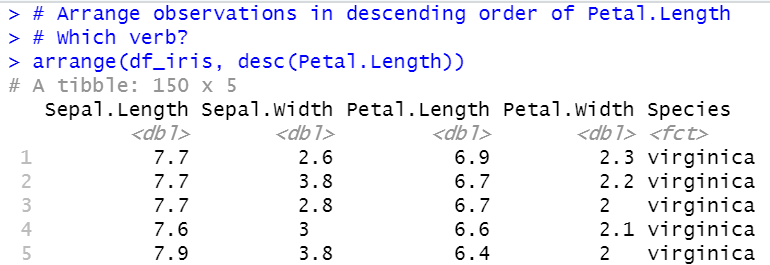 > # Arrange observations in descending order of Petal.Length
> # Which verb?
> arrange(df_iris, desc(Petal.Length))
# A tibble: 150 x 5
Sepal.Length Sepal.Width Petal.Length Petal.Width Species
<dbl> <dbl> <dbl> <dbl> <fct>
1 7.7 2.6 6.9 2.3 virginica
2 7.7 3.8 6.7 2.2 virginica
3 7.7 2.8 6.7 2 virginica
4 7.6 3 6.6 2.1 virginica
5 7.9 3.8 6.4 2 virginica